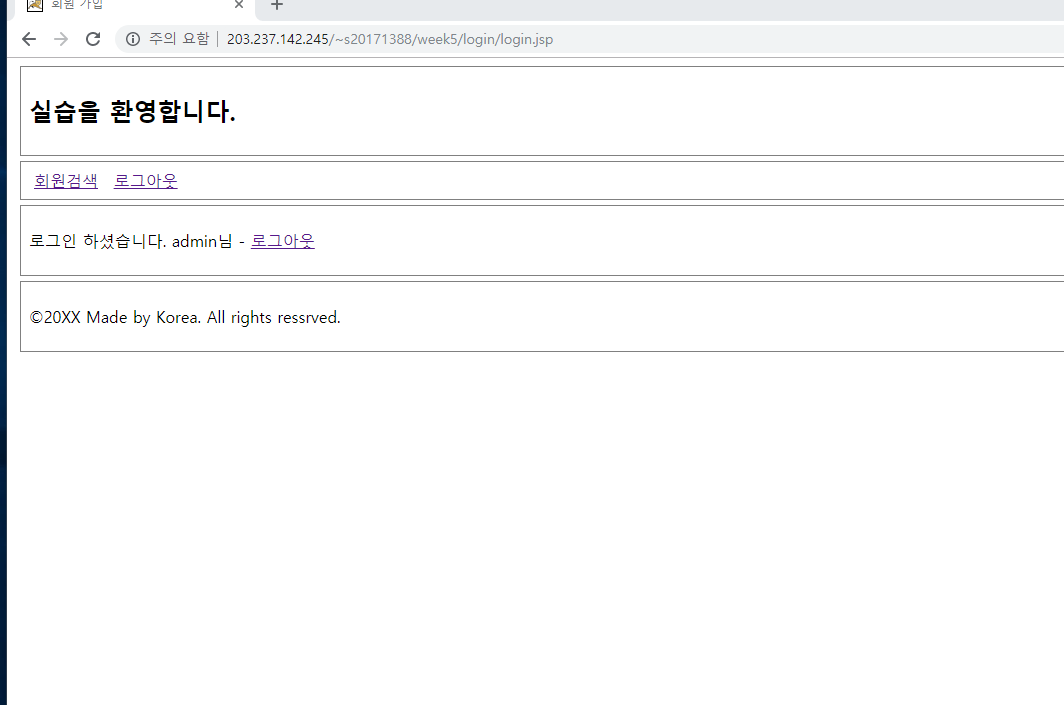 회원 가입
주의 요함 203.237.142.245/~s20171388/week5/login/login.jsp
실습을 환영합니다.
회원검색 로그아웃
로그인 하셨습니다. admin님 - 로그아웃
©20XX Made by Korea. All rights ressrved.